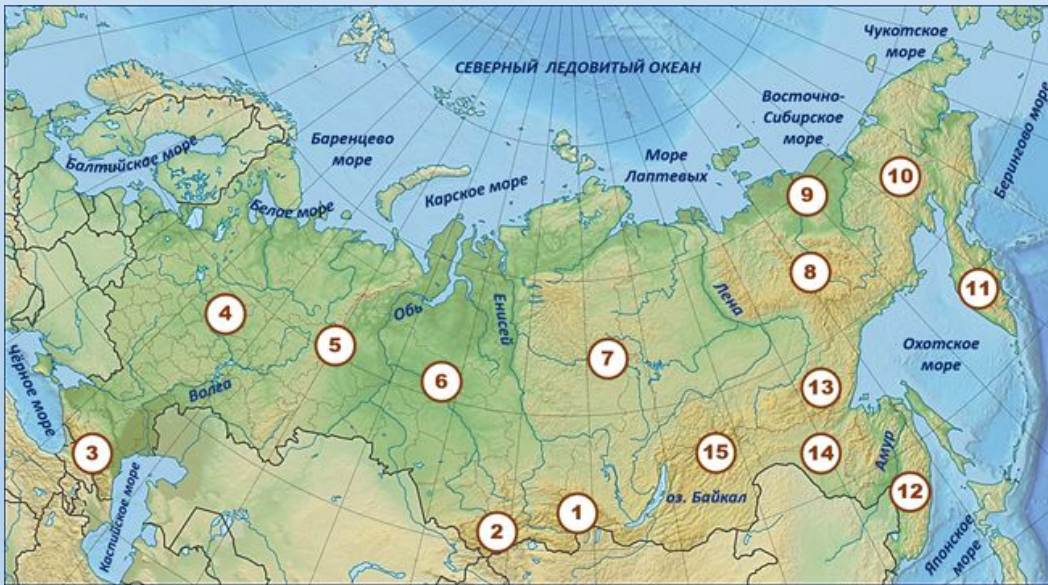 Чукотское
море
СЕВЕРНЫЙ ЛЕДОВИТЫЙ ОКЕАН
Восточно-
Сибирское
море
Берингово море
Баренцево
море
Море
Лаптевых
Балтийское море
Карское море
Белое море
10
9
8
11
Обь
Енисей
Лена
4
5
7
Охотское
море
Чёрное море
6
13
Волга
3
15
14
Амур
Каспийское море
оз. Байкал
12
1
2
Японское
море